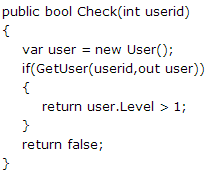 public bool Check(int userid)
{
    var user = new User();
    if(GetUser(userid,out user))
    {
        return user.Level > 1;
    }
    return false;
}